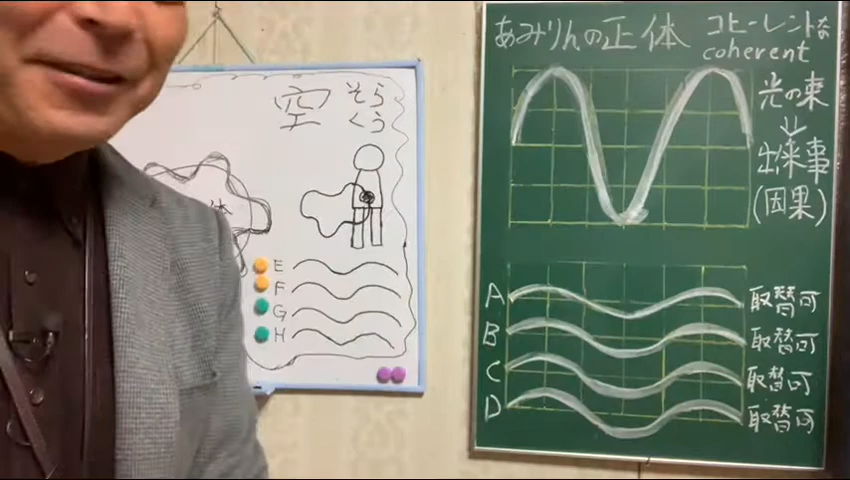 空
そら
くう
体
E
F
G
H
あみりんの正体
コヒーレントな
coherent
光の束
⇓
出来事
(因果)
A 取替可
B 取替可
C 取替可
D 取替可